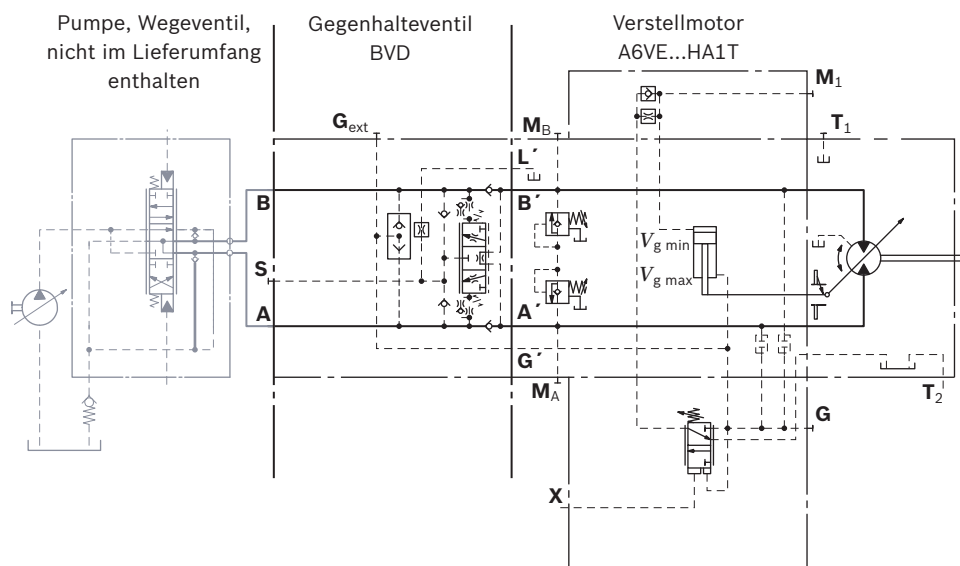 Pumpe, Wegeventil,
nicht im Lieferumfang
enthalten
Gegenhalteventil
BVD
Verstellmotor
A6VE...HA1T
M1
Gext
MB
T1
L´
B
B´
Vg min
S
Vg max
A
A´
G´
MA
T2
G
X